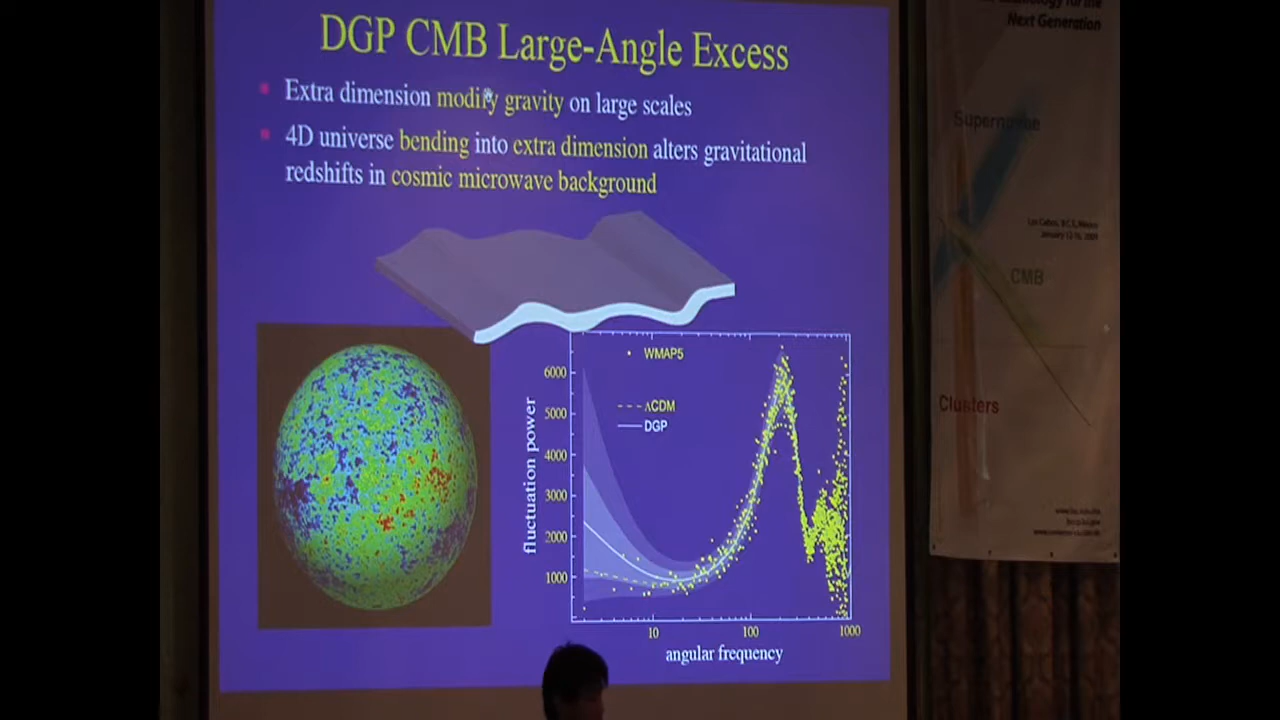 DGP CMB Large-Angle Excess
Extra dimension modify gravity on large scales
4D universe bending into extra dimension alters gravitational
redshifts in cosmic microwave background
WMAP5
ΛCDM
DGP
fluctuation power
6000
5000
4000
3000
2000
1000
10
100
1000
angular frequency
for the
Next Generation
Supernovae
Los Cabos, B.C.S., Mexico
January 12-16, 2009
CMB
Clusters